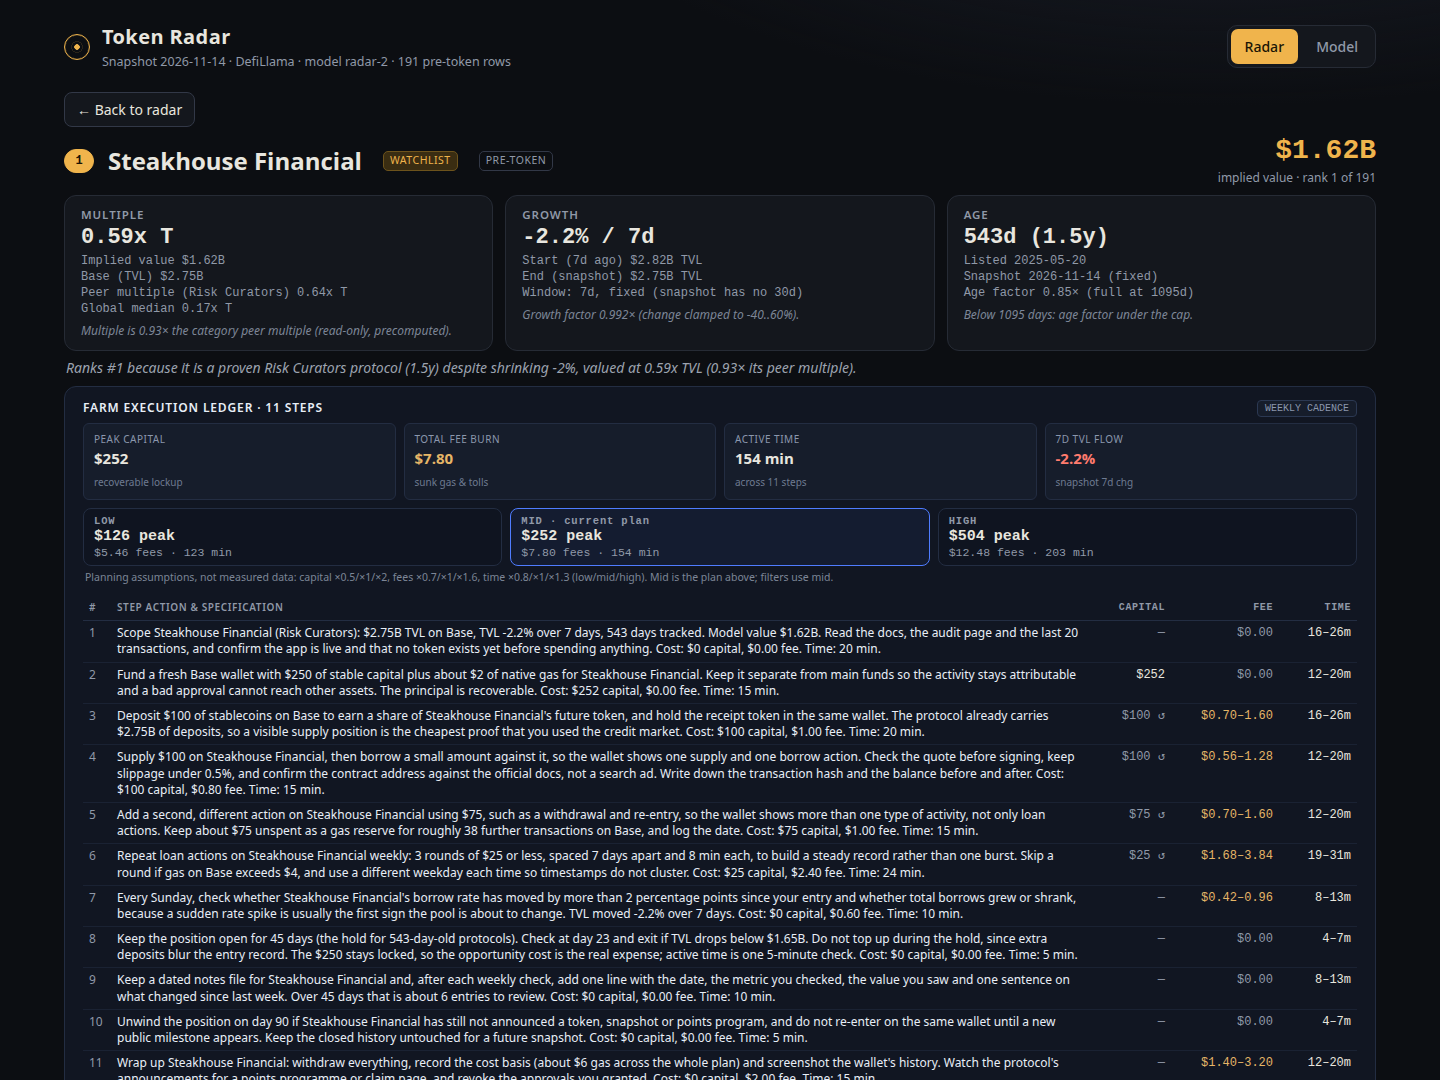 Token Radar
Snapshot 2026-11-14 · DefiLlama · model radar-2 · 191 pre-token rows
Radar
Model
← Back to radar
1
Steakhouse Financial
WATCHLIST
PRE-TOKEN
$1.62B
implied value · rank 1 of 191
MULTIPLE
0.59x T
Implied value $1.62B
Base (TVL) $2.75B
Peer multiple (Risk Curators) 0.64x T
Global median 0.17x T
Multiple is 0.93× the category peer multiple (read-only, precomputed).
GROWTH
-2.2% / 7d
Start (7d ago) $2.82B TVL
End (snapshot) $2.75B TVL
Window: 7d, fixed (snapshot has no 30d)
Growth factor 0.992× (change clamped to -40..60%).
AGE
543d (1.5y)
Listed 2025-05-20
Snapshot 2026-11-14 (fixed)
Age factor 0.85× (full at 1095d)
Below 1095 days: age factor under the cap.
Ranks #1 because it is a proven Risk Curators protocol (1.5y) despite shrinking -2%, valued at 0.59x TVL (0.93× its peer multiple).
FARM EXECUTION LEDGER · 11 STEPS
WEEKLY CADENCE
PEAK CAPITAL
$252
recoverable lockup
TOTAL FEE BURN
$7.80
sunk gas & tolls
ACTIVE TIME
154 min
across 11 steps
7D TVL FLOW
-2.2%
snapshot 7d chg
LOW
$126 peak
$5.46 fees · 123 min
MID · current plan
$252 peak
$7.80 fees · 154 min
HIGH
$504 peak
$12.48 fees · 203 min
Planning assumptions, not measured data: capital ×0.5/×1/×2, fees ×0.7/×1/×1.6, time ×0.8/×1/×1.3 (low/mid/high). Mid is the plan above; filters use mid.
# STEP ACTION & SPECIFICATION CAPITAL FEE TIME
1 Scope Steakhouse Financial (Risk Curators): $2.75B TVL on Base, TVL -2.2% over 7 days, 543 days tracked. Model value $1.62B. Read the docs, the audit page and the last 20 — $0.00 16–26m
transactions, and confirm the app is live and that no token exists yet before spending anything. Cost: $0 capital, $0.00 fee. Time: 20 min.
2 Fund a fresh Base wallet with $250 of stable capital plus about $2 of native gas for Steakhouse Financial. Keep it separate from main funds so the activity stays attributable $252 $0.00 12–20m
and a bad approval cannot reach other assets. The principal is recoverable. Cost: $252 capital, $0.00 fee. Time: 15 min.
3 Deposit $100 of stablecoins on Base to earn a share of Steakhouse Financial's future token, and hold the receipt token in the same wallet. The protocol already carries $100 ↺ $0.70–1.60 16–26m
$2.75B of deposits, so a visible supply position is the cheapest proof that you used the credit market. Cost: $100 capital, $1.00 fee. Time: 20 min.
4 Supply $100 on Steakhouse Financial, then borrow a small amount against it, so the wallet shows one supply and one borrow action. Check the quote before signing, keep $100 ↺ $0.56–1.28 12–20m
slippage under 0.5%, and confirm the contract address against the official docs, not a search ad. Write down the transaction hash and the balance before and after. Cost:
$100 capital, $0.80 fee. Time: 15 min.
5 Add a second, different action on Steakhouse Financial using $75, such as a withdrawal and re-entry, so the wallet shows more than one type of activity, not only loan $75 ↺ $0.70–1.60 12–20m
actions. Keep about $75 unspent as a gas reserve for roughly 38 further transactions on Base, and log the date. Cost: $75 capital, $1.00 fee. Time: 15 min.
6 Repeat loan actions on Steakhouse Financial weekly: 3 rounds of $25 or less, spaced 7 days apart and 8 min each, to build a steady record rather than one burst. Skip a $25 ↺ $1.68–3.84 19–31m
round if gas on Base exceeds $4, and use a different weekday each time so timestamps do not cluster. Cost: $25 capital, $2.40 fee. Time: 24 min.
7 Every Sunday, check whether Steakhouse Financial's borrow rate has moved by more than 2 percentage points since your entry and whether total borrows grew or shrank, — $0.42–0.96 8–13m
because a sudden rate spike is usually the first sign the pool is about to change. TVL moved -2.2% over 7 days. Cost: $0 capital, $0.60 fee. Time: 10 min.
8 Keep the position open for 45 days (the hold for 543-day-old protocols). Check at day 23 and exit if TVL drops below $1.65B. Do not top up during the hold, since extra — $0.00 4–7m
deposits blur the entry record. The $250 stays locked, so the opportunity cost is the real expense; active time is one 5-minute check. Cost: $0 capital, $0.00 fee. Time: 5 min.
9 Keep a dated notes file for Steakhouse Financial and, after each weekly check, add one line with the date, the metric you checked, the value you saw and one sentence on — $0.00 8–13m
what changed since last week. Over 45 days that is about 6 entries to review. Cost: $0 capital, $0.00 fee. Time: 10 min.
10 Unwind the position on day 90 if Steakhouse Financial has still not announced a token, snapshot or points program, and do not re-enter on the same wallet until a new — $0.00 4–7m
public milestone appears. Keep the closed history untouched for a future snapshot. Cost: $0 capital, $0.00 fee. Time: 5 min.
11 Wrap up Steakhouse Financial: withdraw everything, record the cost basis (about $6 gas across the whole plan) and screenshot the wallet's history. Watch the protocol's — $1.40–3.20 12–20m
announcements for a points programme or claim page, and revoke the approvals you granted. Cost: $0 capital, $2.00 fee. Time: 15 min.